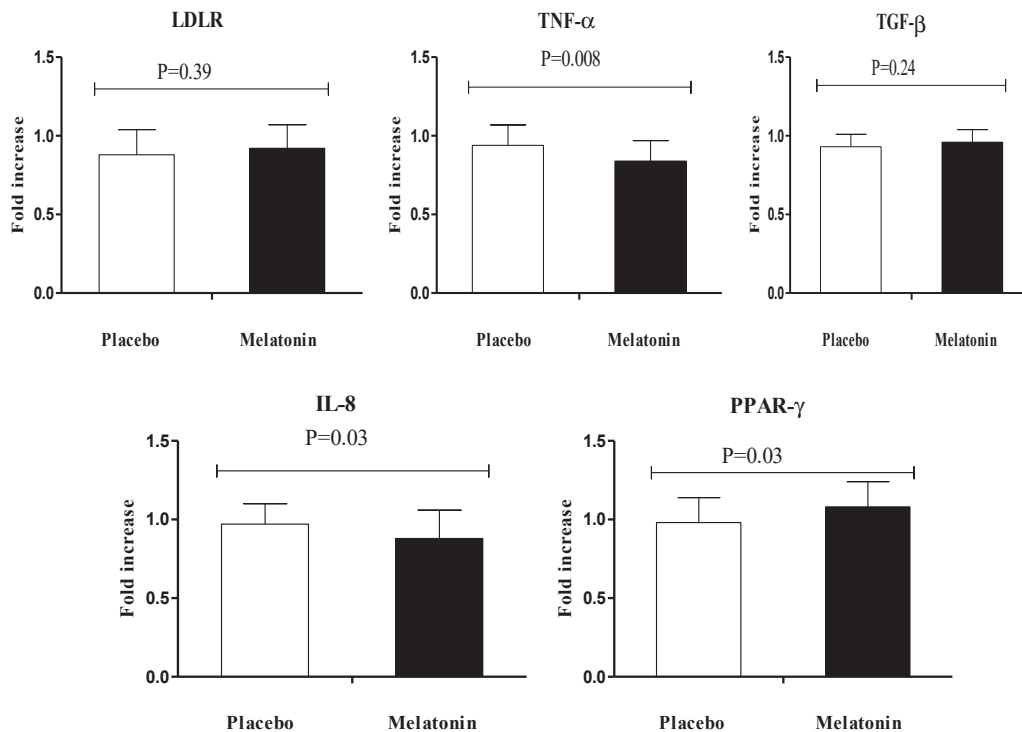 LDLR
P=0.39
Fold increase
1.5
1.0
0.5
0.0
Placebo Melatonin
TNF-α
P=0.008
Fold increase
1.5
1.0
0.5
0.0
Placebo Melatonin
TGF-β
P=0.24
Fold increase
1.5
1.0
0.5
0.0
Placebo Melatonin
IL-8
P=0.03
Fold increase
1.5
1.0
0.5
0.0
Placebo Melatonin
PPAR-γ
P=0.03
Fold increase
1.5
1.0
0.5
0.0
Placebo Melatonin